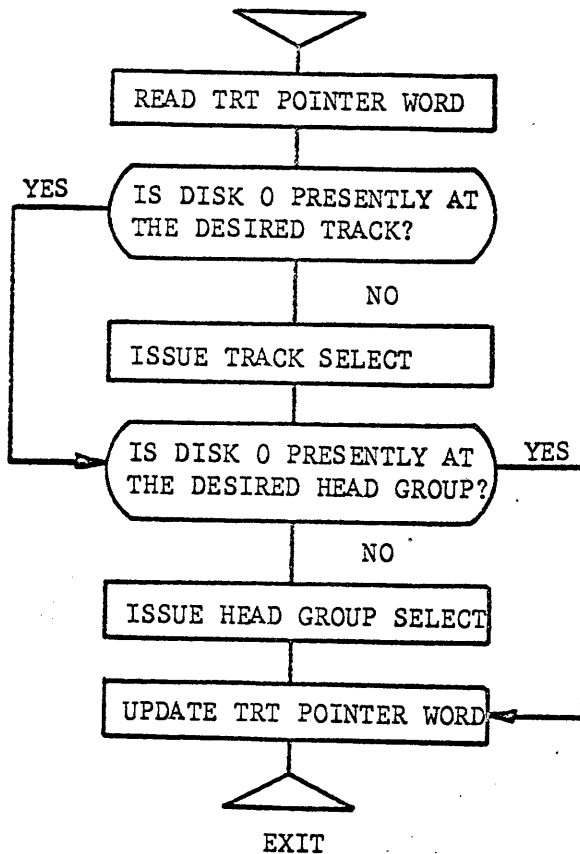 READ TRT POINTER WORD
YES
IS DISK 0 PRESENTLY AT
THE DESIRED TRACK?
NO
ISSUE TRACK SELECT
IS DISK 0 PRESENTLY AT
THE DESIRED HEAD GROUP?
YES
NO
ISSUE HEAD GROUP SELECT
UPDATE TRT POINTER WORD
EXIT